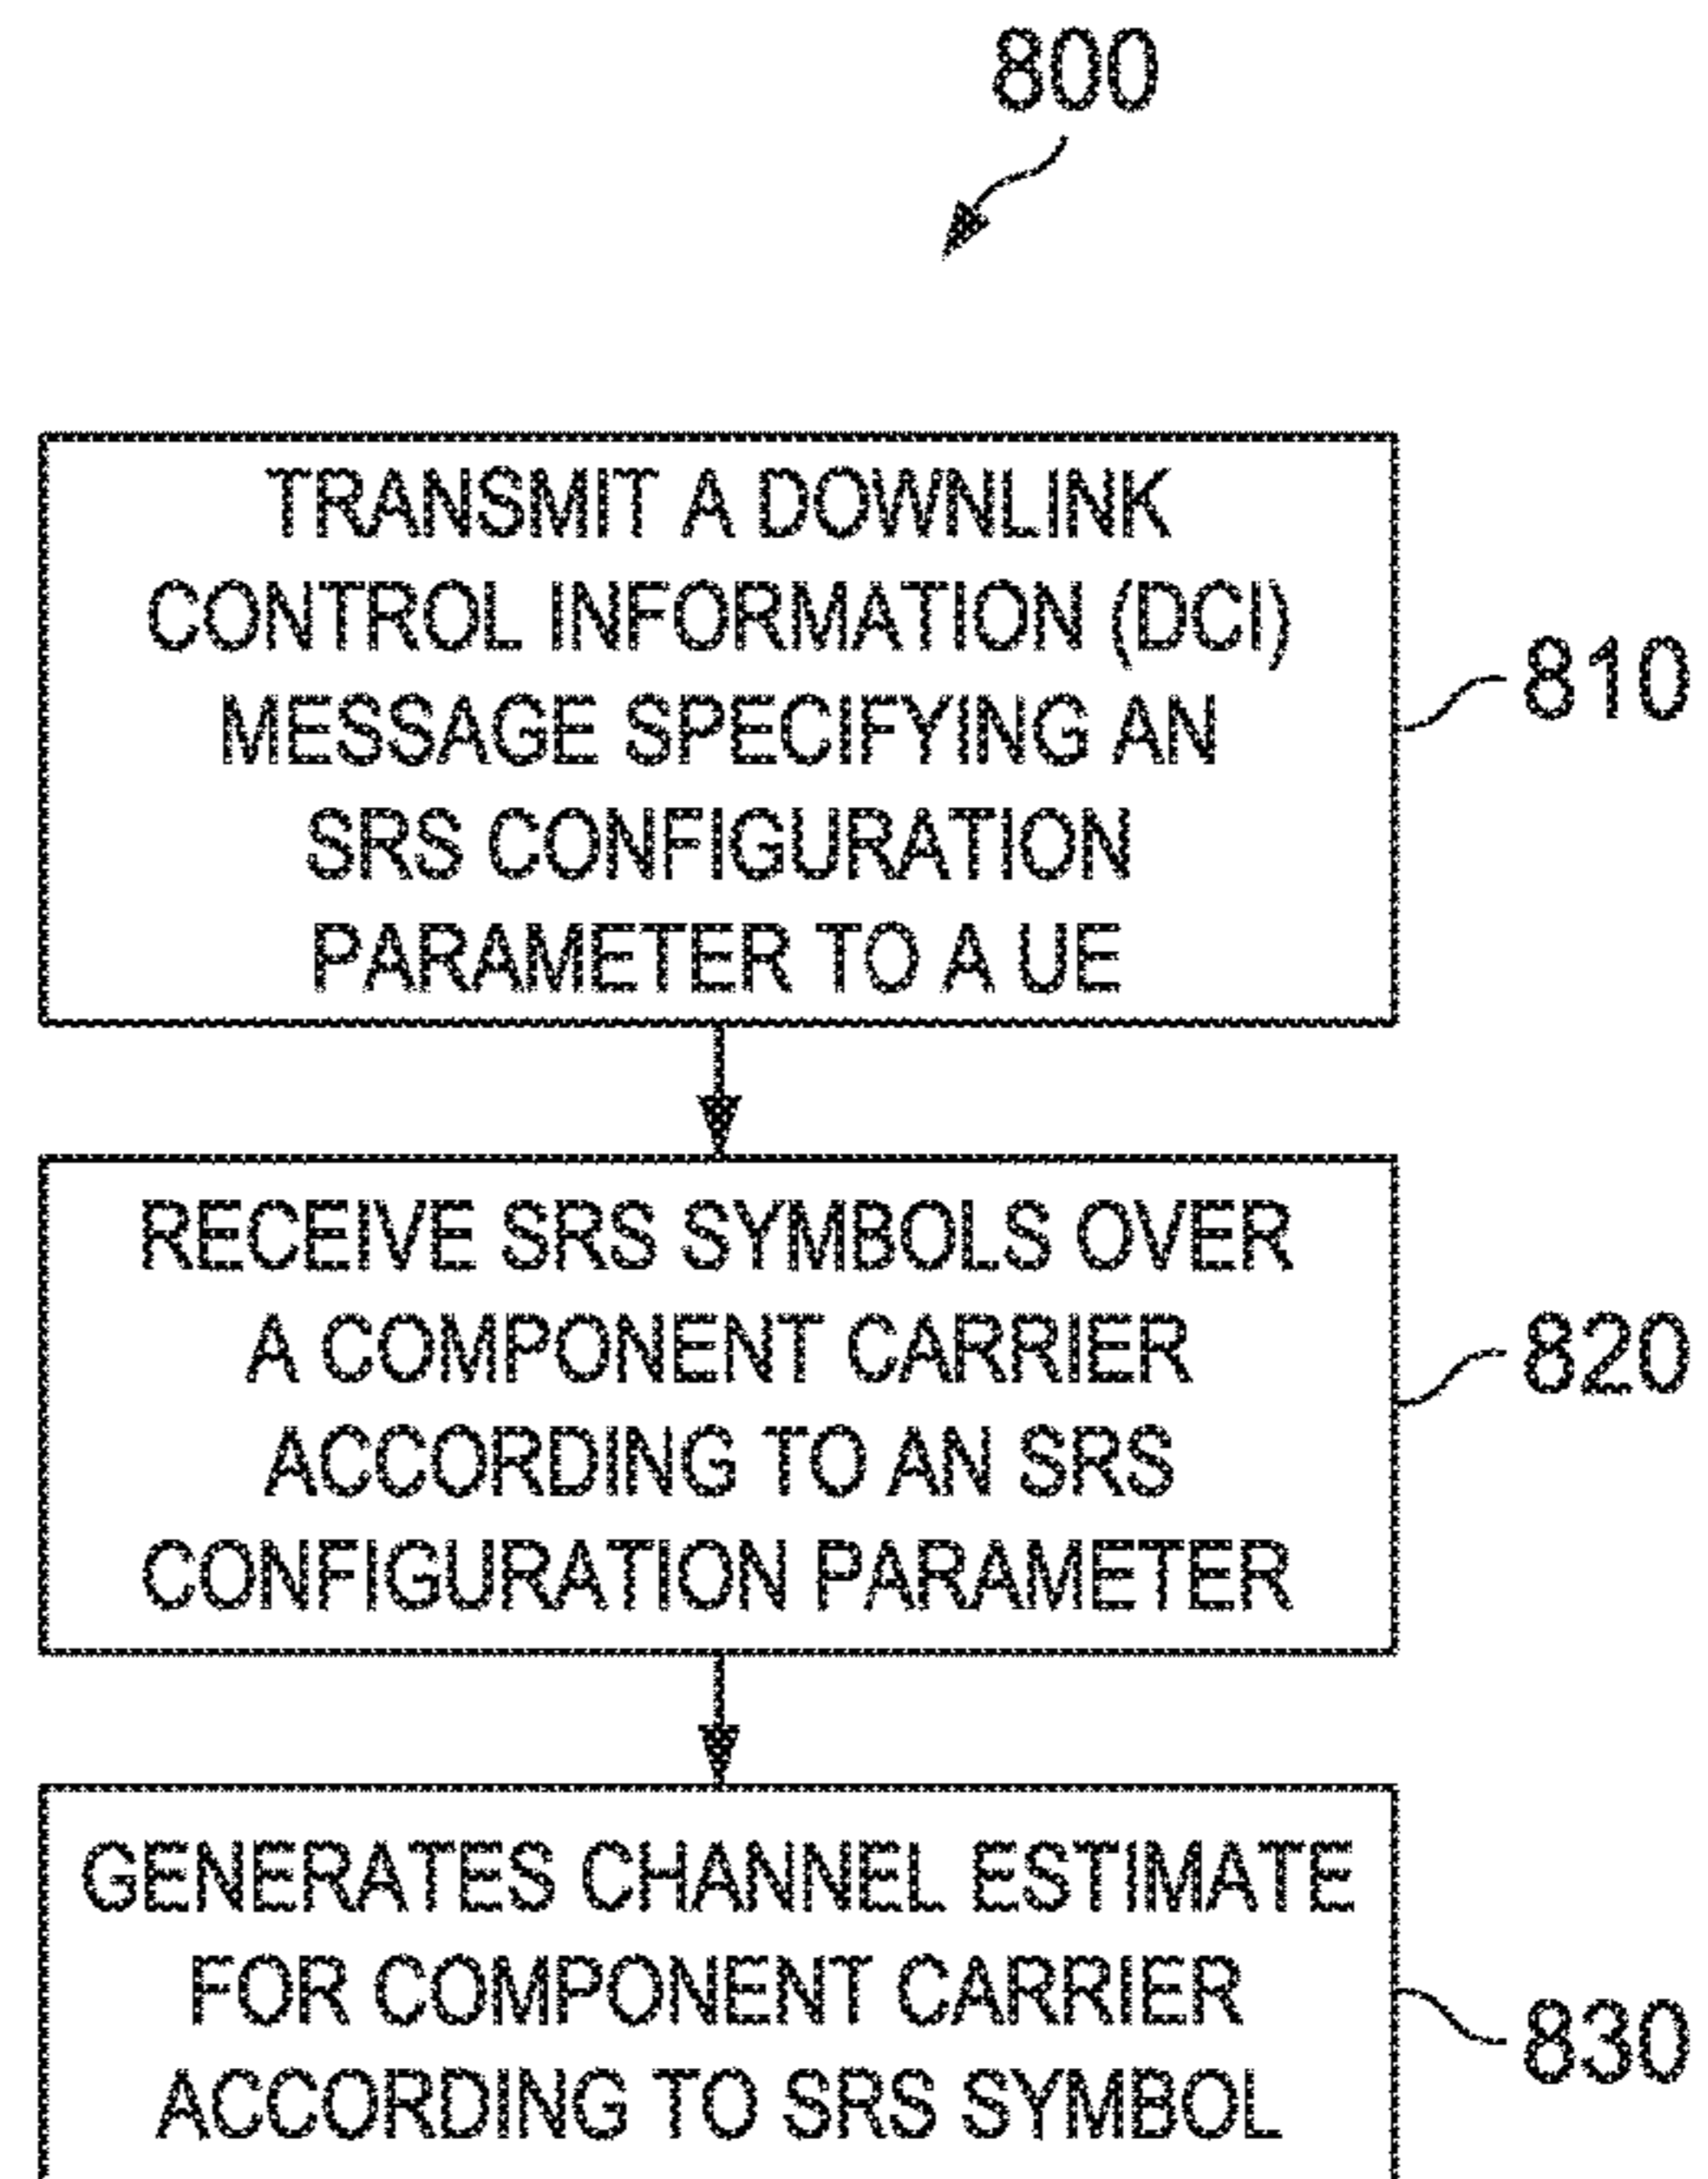 800
TRANSMIT A DOWNLINK
CONTROL INFORMATION (DCI)
MESSAGE SPECIFYING AN
SRS CONFIGURATION
PARAMETER TO A UE
810
RECEIVE SRS SYMBOLS OVER
A COMPONENT CARRIER
ACCORDING TO AN SRS
CONFIGURATION PARAMETER
820
GENERATES CHANNEL ESTIMATE
FOR COMPONENT CARRIER
ACCORDING TO SRS SYMBOL
830